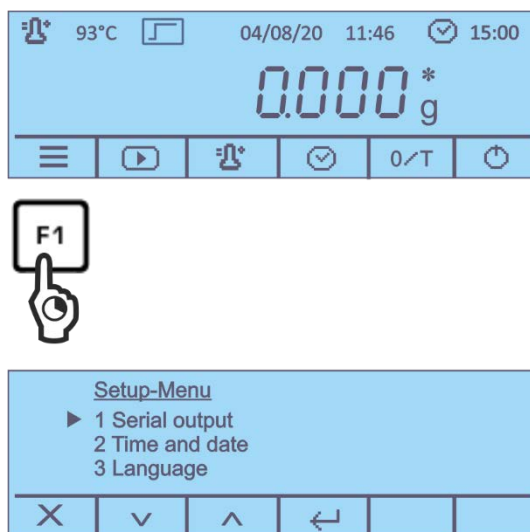 93°C 04/08/20 11:46 15:00
0.000 * g
0/T
F1
Setup-Menu
1 Serial output
2 Time and date
3 Language